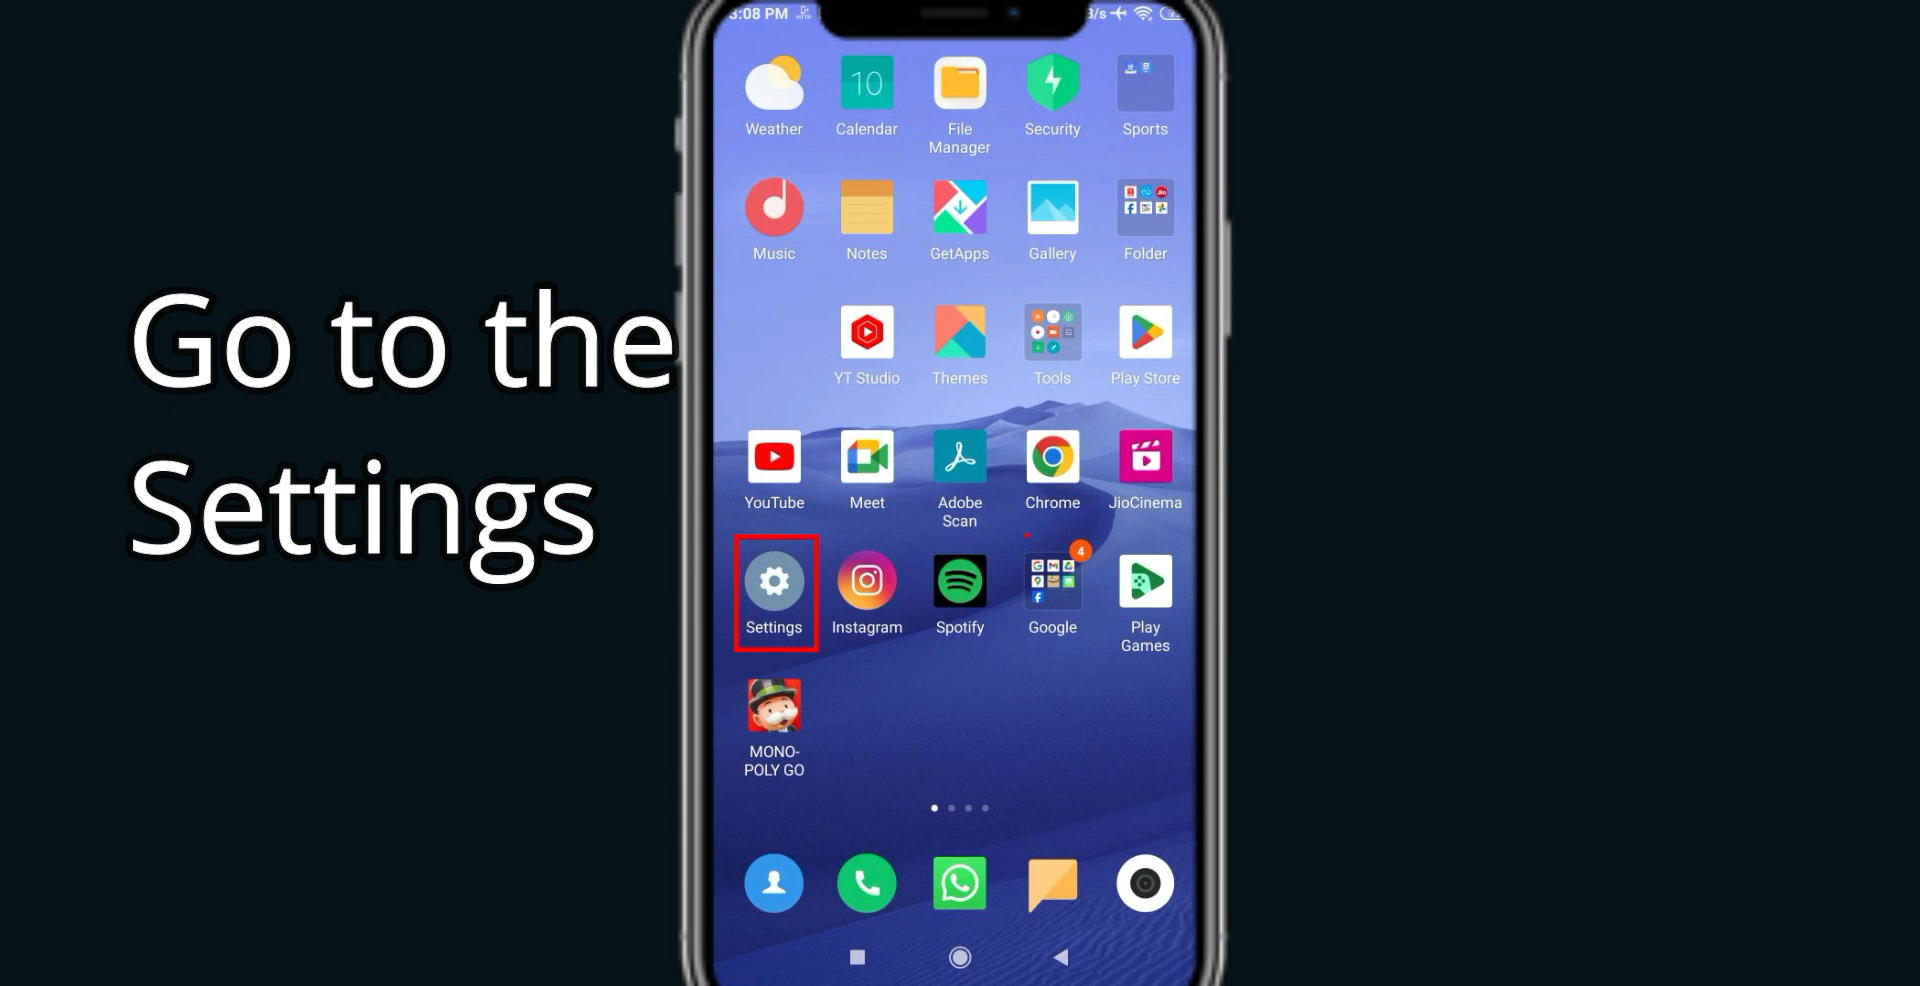 3:08 PM
Weather
Calendar
File
Manager
Security
Sports
10
Music
Notes
GetApps
Gallery
Folder
Go to the
Settings
YT Studio
Themes
Tools
Play Store
YouTube
Meet
Adobe
Scan
Chrome
JioCinema
4
Settings
Instagram
Spotify
Google
Play
Games
MONO-
POLY GO